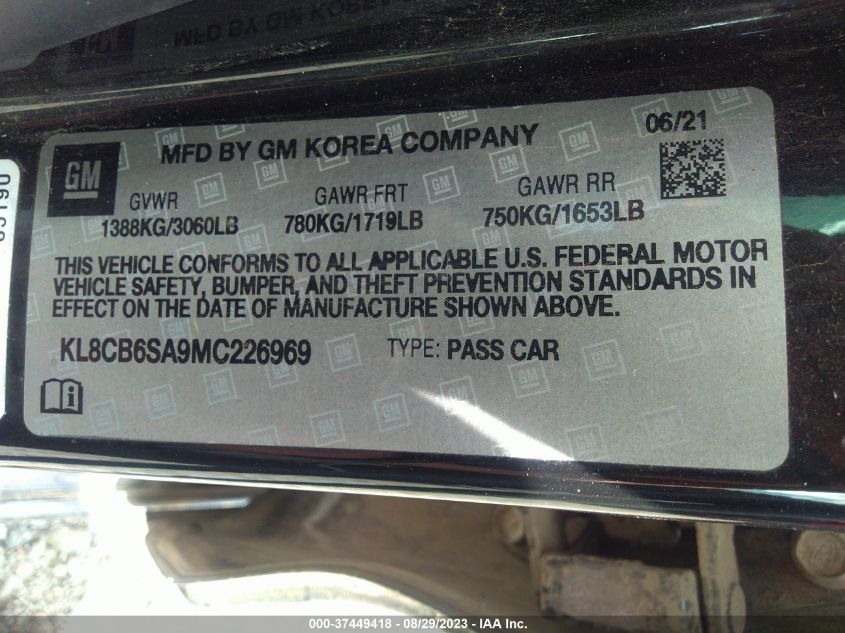 MFD BY GM KOREA COMPANY
06/21
GM
GVWR
GAWR FRT
GAWR RR
1388KG/3060LB
780KG/1719LB
750KG/1653LB
THIS VEHICLE CONFORMS TO ALL APPLICABLE U.S. FEDERAL MOTOR
VEHICLE SAFETY, BUMPER, AND THEFT PREVENTION STANDARDS IN
EFFECT ON THE DATE OF MANUFACTURE SHOWN ABOVE.
KL8CB6SA9MC226969
TYPE: PASS CAR
000-37449418 - 08/29/2023 - IAA Inc.